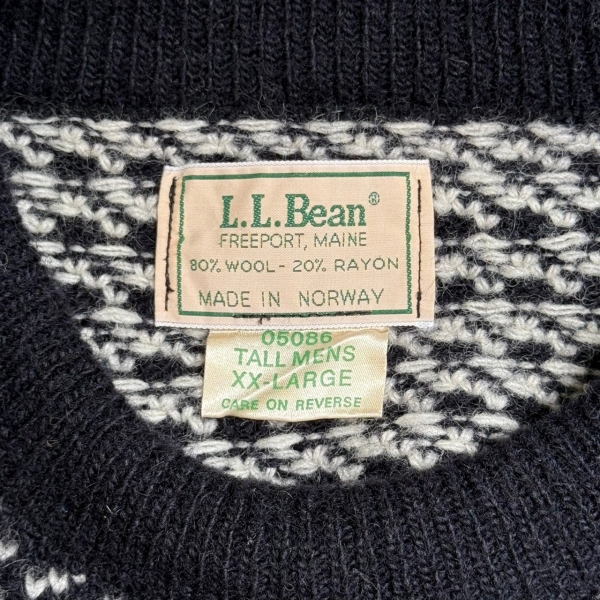 L.L.Bean®
FREEPORT, MAINE
80% WOOL - 20% RAYON
MADE IN NORWAY
05086
TALL MENS
XX-LARGE
CARE ON REVERSE